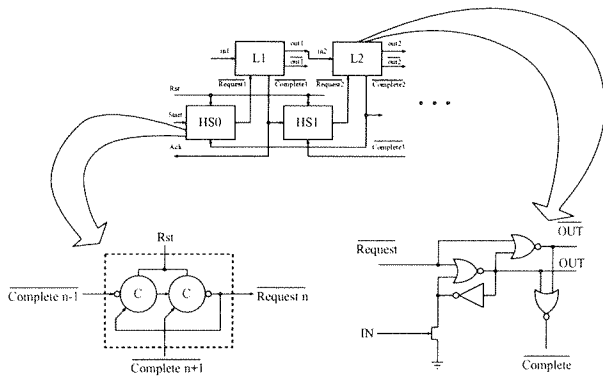 in1
L1
out1
out1
in2
L2
out2
out2
Request1
Complete1
Request2
Complete2
Rst
Start
HS0
HS1
Ack
Complete3
Rst
Complete n-1
C
C
Request n
Complete n+1
Request
OUT
OUT
IN
Complete